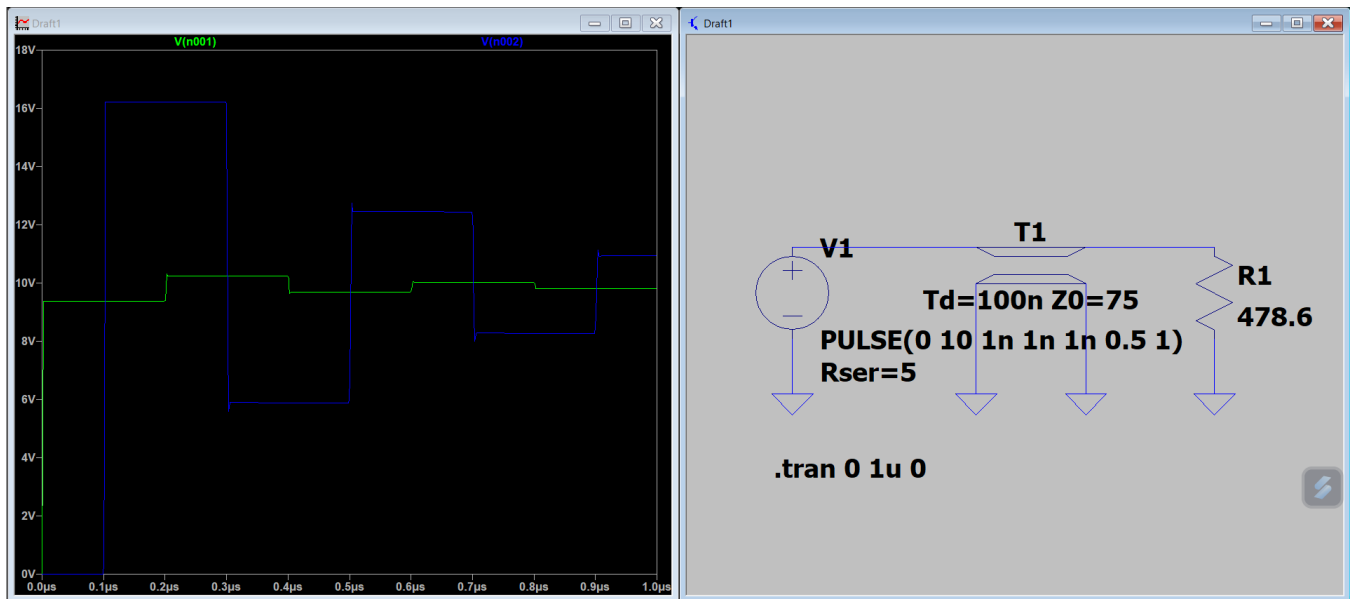 Draft1
V(n001)
V(n002)
18V
16V
14V
12V
10V
8V
6V
4V
2V
0V
0.0µs
0.1µs
0.2µs
0.3µs
0.4µs
0.5µs
0.6µs
0.7µs
0.8µs
0.9µs
1.0µs
Draft1
V1
T1
R1
478.6
Td=100n Z0=75
PULSE(0 10 1n 1n 1n 0.5 1)
Rser=5
.tran 0 1u 0